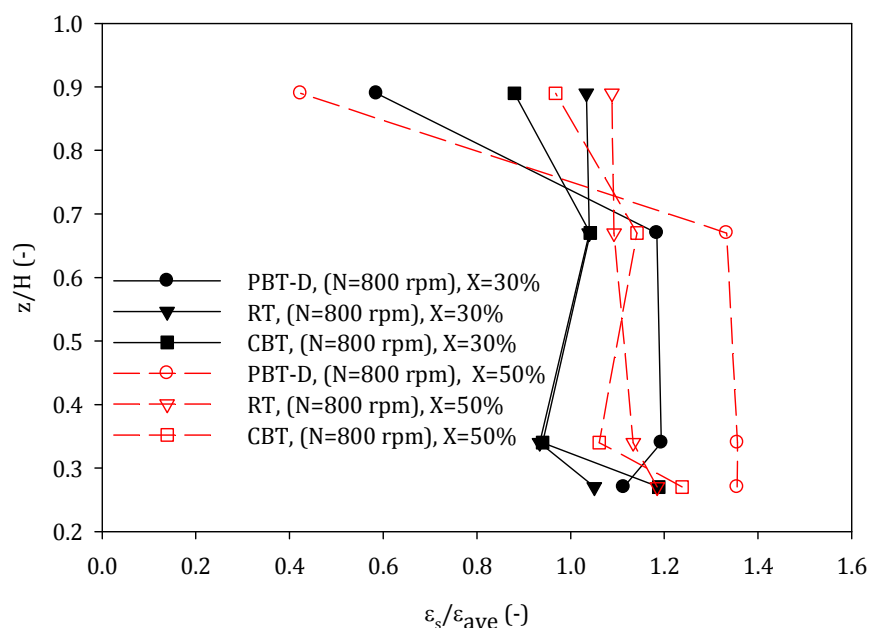 1.0
0.9
0.8
0.7
0.6
0.5
0.4
0.3
0.2
z/H (-)
PBT-D, (N=800 rpm), X=30%
RT, (N=800 rpm), X=30%
CBT, (N=800 rpm), X=30%
PBT-D, (N=800 rpm), X=50%
RT, (N=800 rpm), X=50%
CBT, (N=800 rpm), X=50%
0.0 0.2 0.4 0.6 0.8 1.0 1.2 1.4 1.6
εs/εave (-)